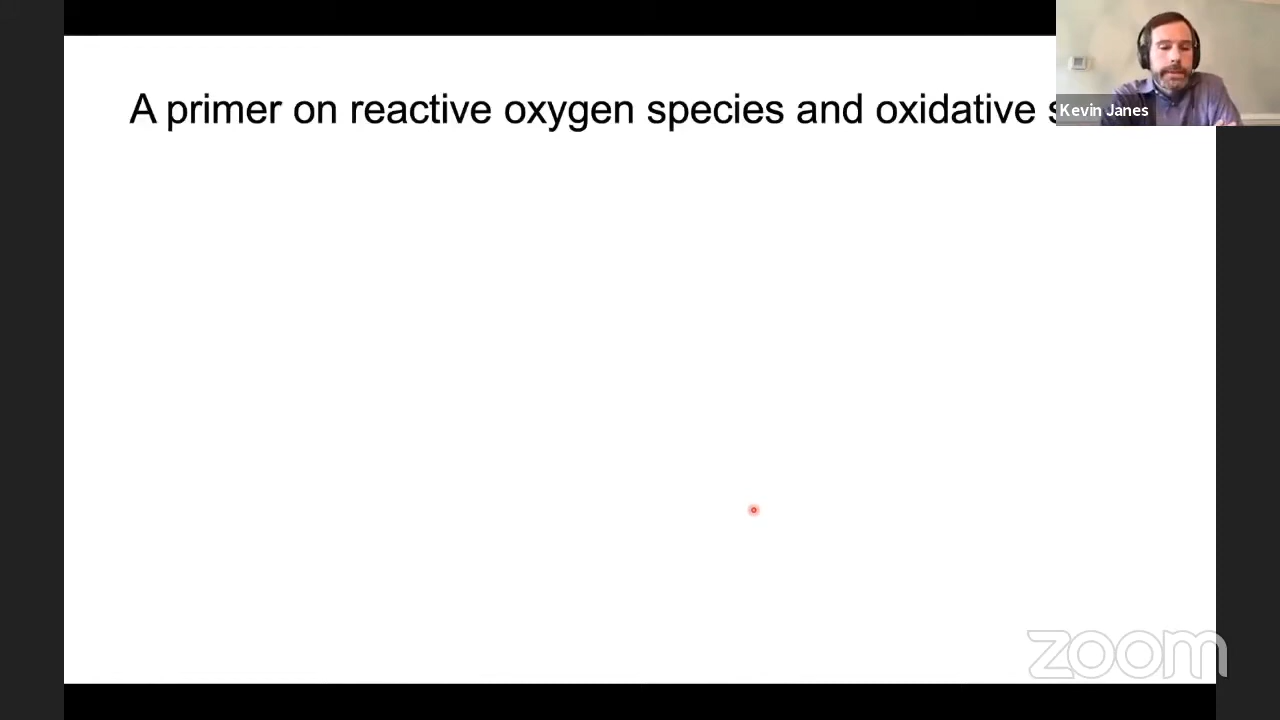 A primer on reactive oxygen species and oxidative
Kevin Janes
zoom